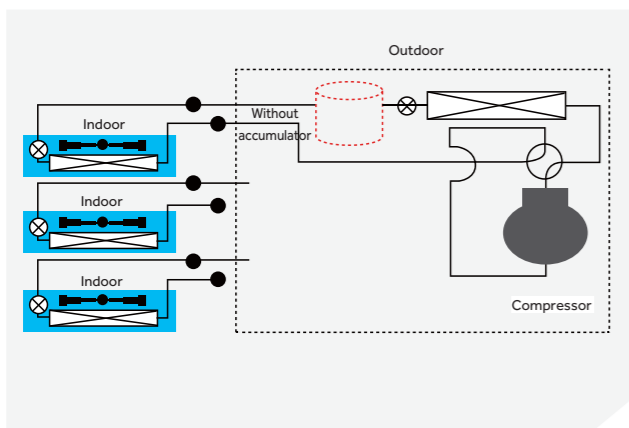 Outdoor
Without
accumulator
Indoor
Indoor
Indoor
Compressor